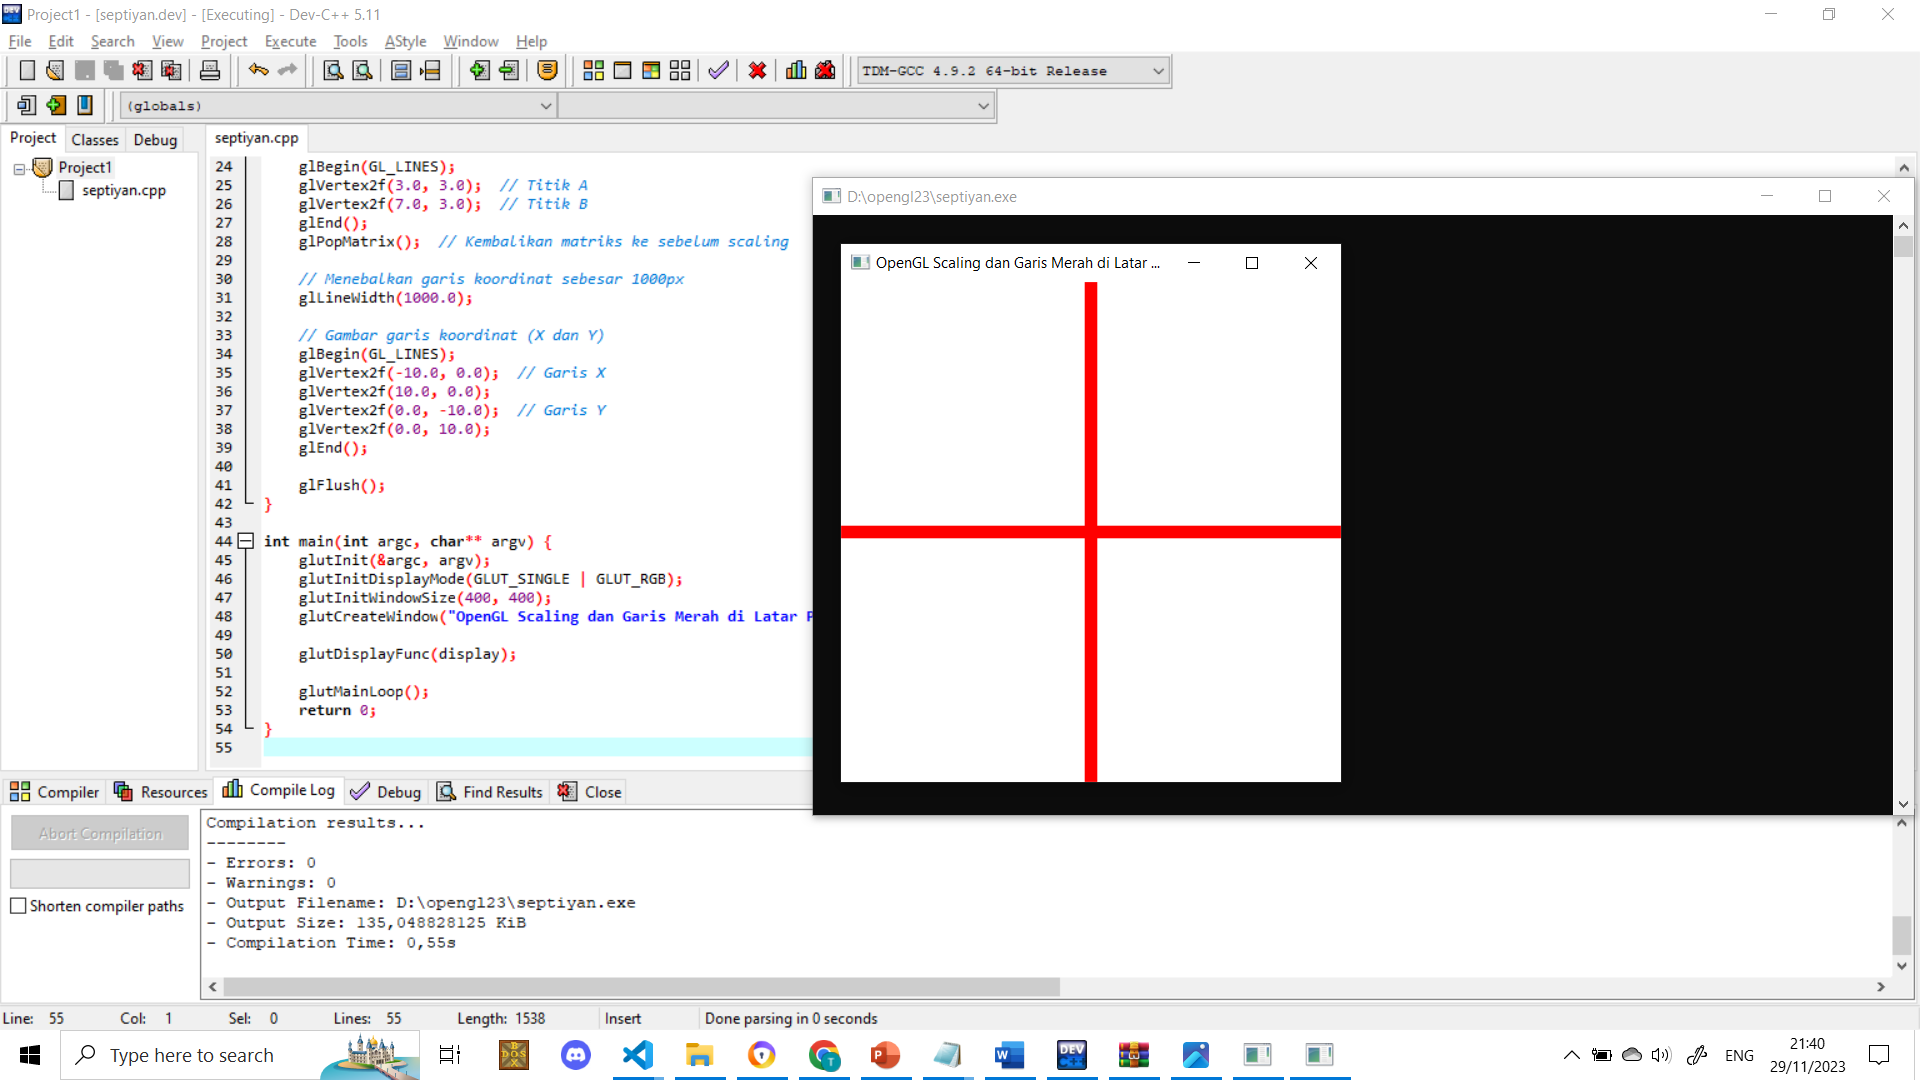 Project1 - [septiyan.dev] - [Executing] - Dev-C++ 5.11
File Edit Search View Project Execute Tools AStyle Window Help
TDM-GCC 4.9.2 64-bit Release
(globals)
Project Classes Debug
septiyan.cpp
Project1
septiyan.cpp
24 glBegin(GL_LINES);
25 glVertex2f(3.0, 3.0); // Titik A
26 glVertex2f(7.0, 3.0); // Titik B
27 glEnd();
28 glPopMatrix(); // Kembalikan matriks ke sebelum scaling
29
30 // Menebalkan garis koordinat sebesar 1000px
31 glLineWidth(1000.0);
32
33 // Gambar garis koordinat (X dan Y)
34 glBegin(GL_LINES);
35 glVertex2f(-10.0, 0.0); // Garis X
36 glVertex2f(10.0, 0.0);
37 glVertex2f(0.0, -10.0); // Garis Y
38 glVertex2f(0.0, 10.0);
39 glEnd();
40
41 glFlush();
42 }
43
44 int main(int argc, char** argv) {
45 glutInit(&argc, argv);
46 glutInitDisplayMode(GLUT_SINGLE | GLUT_RGB);
47 glutInitWindowSize(400, 400);
48 glutCreateWindow("OpenGL Scaling dan Garis Merah di Latar P
49
50 glutDisplayFunc(display);
51
52 glutMainLoop();
53 return 0;
54 }
55
D:\opengl23\septiyan.exe
OpenGL Scaling dan Garis Merah di Latar ...
Compiler Resources Compile Log Debug Find Results Close
Abort Compilation
Shorten compiler paths
Compilation results...
--------
- Errors: 0
- Warnings: 0
- Output Filename: D:\opengl23\septiyan.exe
- Output Size: 135,048828125 KiB
- Compilation Time: 0,55s
Line: 55 Col: 1 Sel: 0 Lines: 55 Length: 1538 Insert Done parsing in 0 seconds
Type here to search
ENG
21:40
29/11/2023